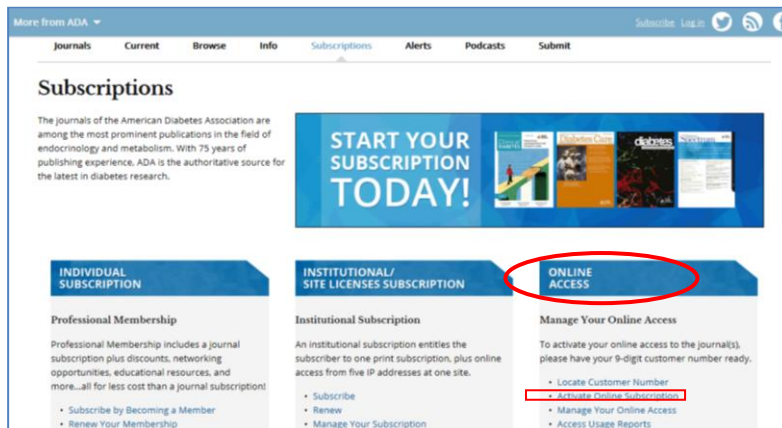 More from ADA
Subscribe Log in
Journals Current Browse Info Subscriptions Alerts Podcasts Submit
Subscriptions
The journals of the American Diabetes Association are
among the most prominent publications in the field of
endocrinology and metabolism. With 75 years of
publishing experience, ADA is the authoritative source for
the latest in diabetes research.
START YOUR
SUBSCRIPTION
TODAY!
Diabetes Care
diabetes
Spectrum
INDIVIDUAL
SUBSCRIPTION
Professional Membership
Professional Membership includes a journal
subscription plus discounts, networking
opportunities, educational resources, and
more...all for less cost than a journal subscription!
• Subscribe by Becoming a Member
• Renew Your Membership
INSTITUTIONAL/
SITE LICENSES SUBSCRIPTION
Institutional Subscription
An institutional subscription entitles the
subscriber to one print subscription, plus online
access from five IP addresses at one site.
• Subscribe
• Renew
• Manage Your Subscription
ONLINE
ACCESS
Manage Your Online Access
To activate your online access to the journal(s),
please have your 9-digit customer number ready.
• Locate Customer Number
• Activate Online Subscription
• Manage Your Online Access
• Access Usage Reports